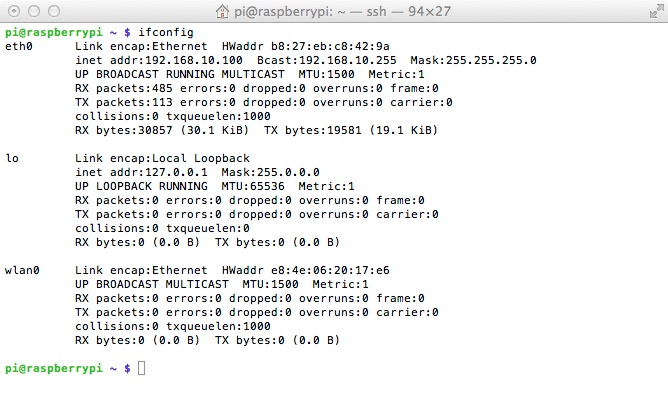 pi@raspberrypi: ~ — ssh — 94×27
pi@raspberrypi ~ $ ifconfig
eth0      Link encap:Ethernet  HWaddr b8:27:eb:c8:42:9a
          inet addr:192.168.10.100  Bcast:192.168.10.255  Mask:255.255.255.0
          UP BROADCAST RUNNING MULTICAST  MTU:1500  Metric:1
          RX packets:485 errors:0 dropped:0 overruns:0 frame:0
          TX packets:113 errors:0 dropped:0 overruns:0 carrier:0
          collisions:0 txqueuelen:1000
          RX bytes:30857 (30.1 KiB)  TX bytes:19581 (19.1 KiB)
lo        Link encap:Local Loopback
          inet addr:127.0.0.1  Mask:255.0.0.0
          UP LOOPBACK RUNNING  MTU:65536  Metric:1
          RX packets:0 errors:0 dropped:0 overruns:0 frame:0
          TX packets:0 errors:0 dropped:0 overruns:0 carrier:0
          collisions:0 txqueuelen:0
          RX bytes:0 (0.0 B)  TX bytes:0 (0.0 B)
wlan0     Link encap:Ethernet  HWaddr e8:4e:06:20:17:e6
          UP BROADCAST MULTICAST  MTU:1500  Metric:1
          RX packets:0 errors:0 dropped:0 overruns:0 frame:0
          TX packets:0 errors:0 dropped:0 overruns:0 carrier:0
          collisions:0 txqueuelen:1000
          RX bytes:0 (0.0 B)  TX bytes:0 (0.0 B)
pi@raspberrypi ~ $